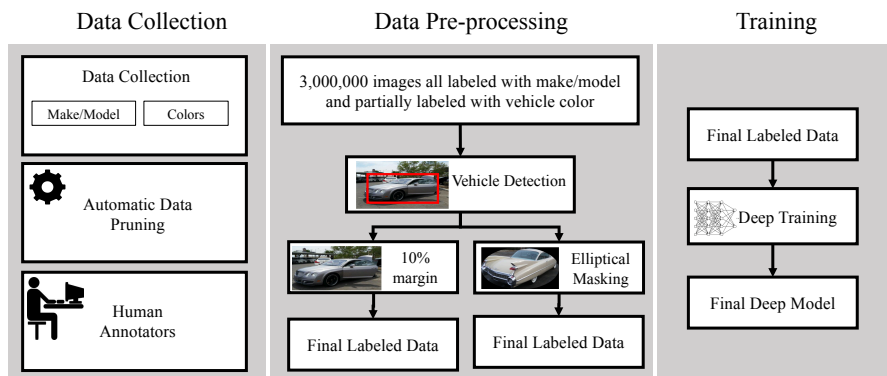 Data Collection
Data Collection
Make/Model
Colors
Automatic Data
Pruning
Human
Annotators
Data Pre-processing
3,000,000 images all labeled with make/model
and partially labeled with vehicle color
Vehicle Detection
10%
margin
Elliptical
Masking
Final Labeled Data
Final Labeled Data
Training
Final Labeled Data
Deep Training
Final Deep Model